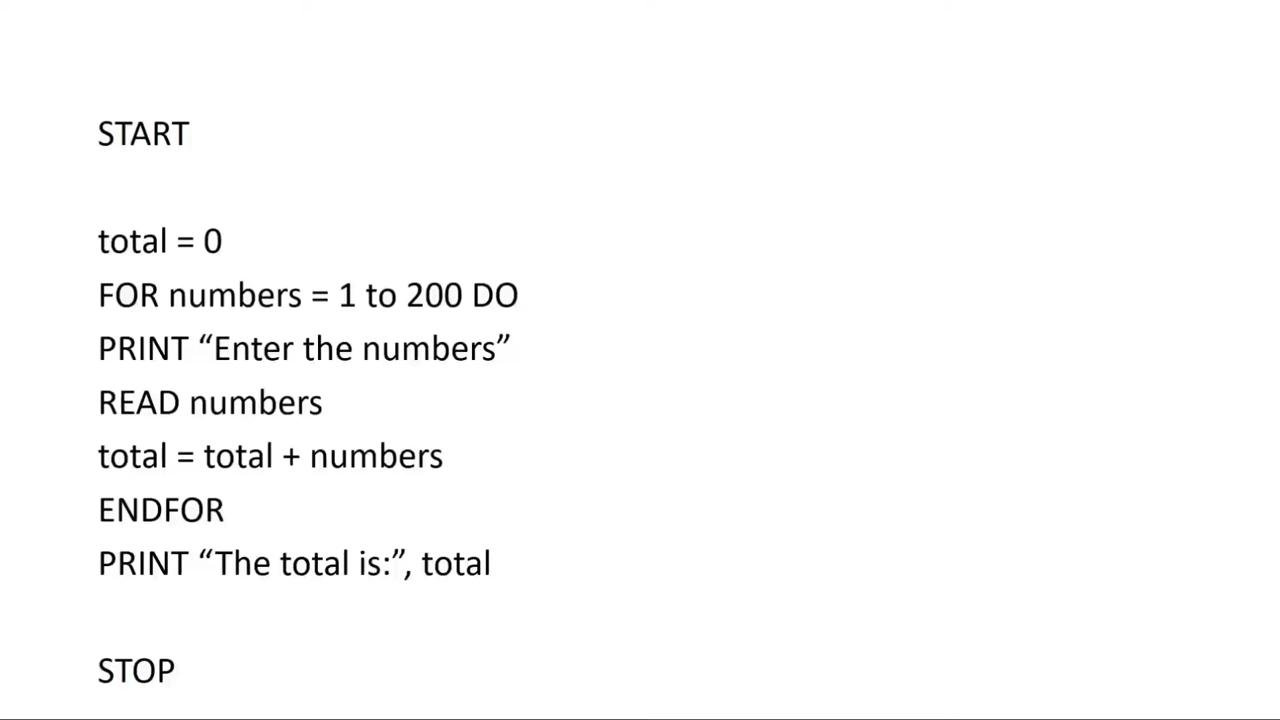 START
total = 0
FOR numbers = 1 to 200 DO
PRINT “Enter the numbers”
READ numbers
total = total + numbers
ENDFOR
PRINT “The total is:”, total
STOP